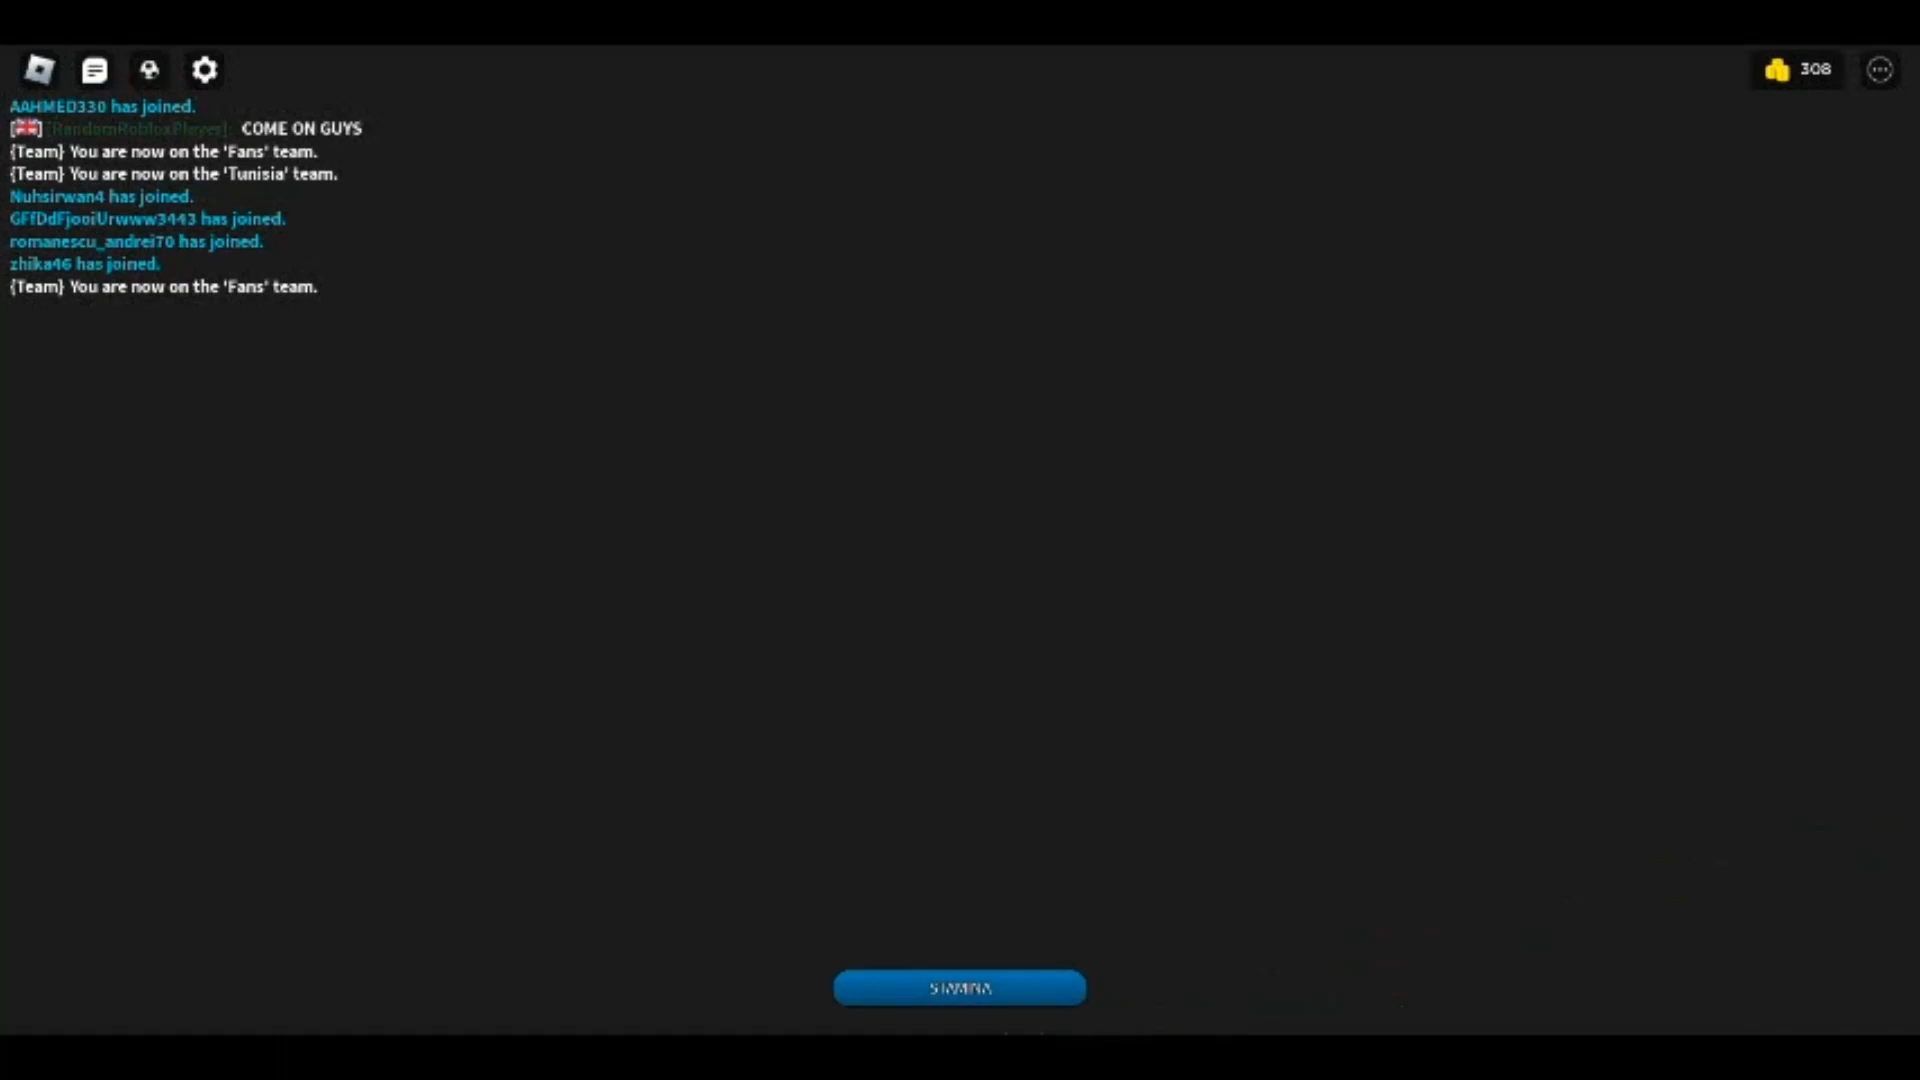 308
AAHMED330 has joined.
[RandomRobloxPlayer]: COME ON GUYS
{Team} You are now on the 'Fans' team.
{Team} You are now on the 'Tunisia' team.
Nuhsirwan4 has joined.
GFfDdFjooiUrwww3443 has joined.
romanescu_andrei70 has joined.
zhika46 has joined.
{Team} You are now on the 'Fans' team.
STAMINA